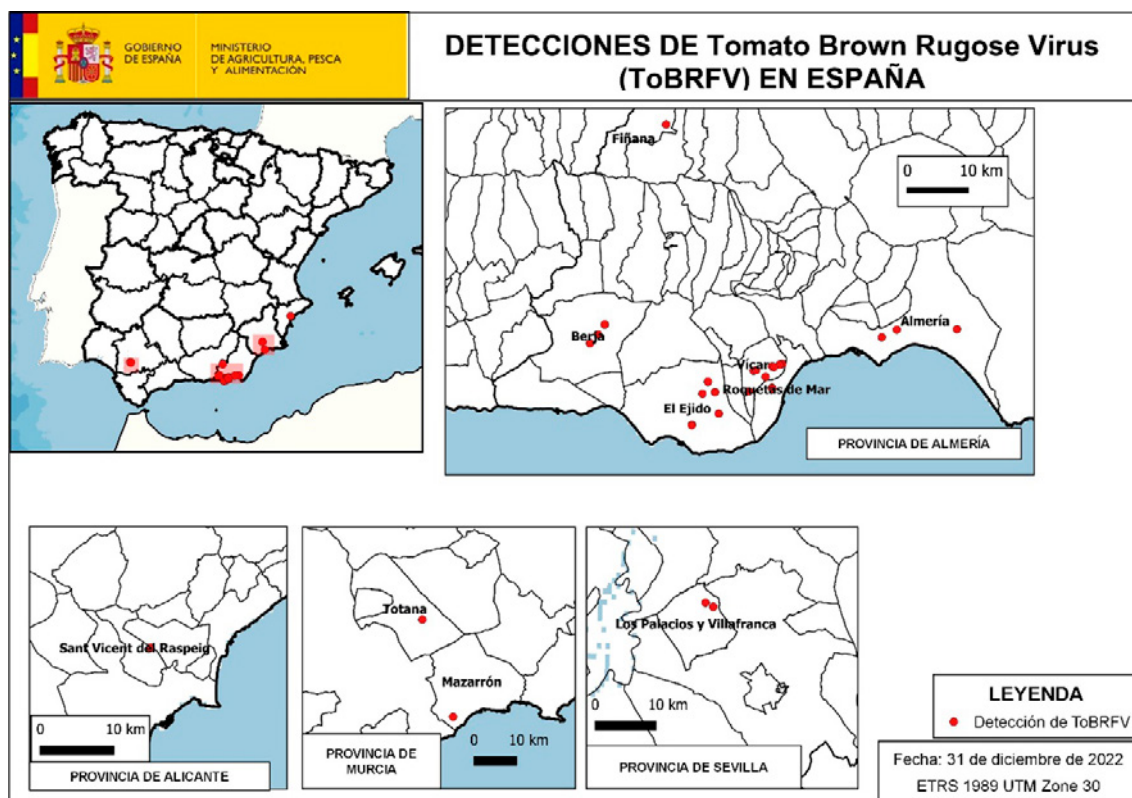 GOBIERNO
DE ESPAÑA
MINISTERIO
DE AGRICULTURA, PESCA
Y ALIMENTACIÓN
DETECCIONES DE Tomato Brown Rugose Virus
(ToBRFV) EN ESPAÑA
Fiñana
0 10 km
Berja
Almería
Vícar
Roquetas de Mar
El Ejido
PROVINCIA DE ALMERÍA
Sant Vicent del Raspeig
0 10 km
PROVINCIA DE ALICANTE
Totana
Mazarrón
0 10 km
PROVINCIA DE
MURCIA
Los Palacios y Villafranca
0 10 km
PROVINCIA DE SEVILLA
LEYENDA
Detección de ToBRFV
Fecha: 31 de diciembre de 2022
ETRS 1989 UTM Zone 30